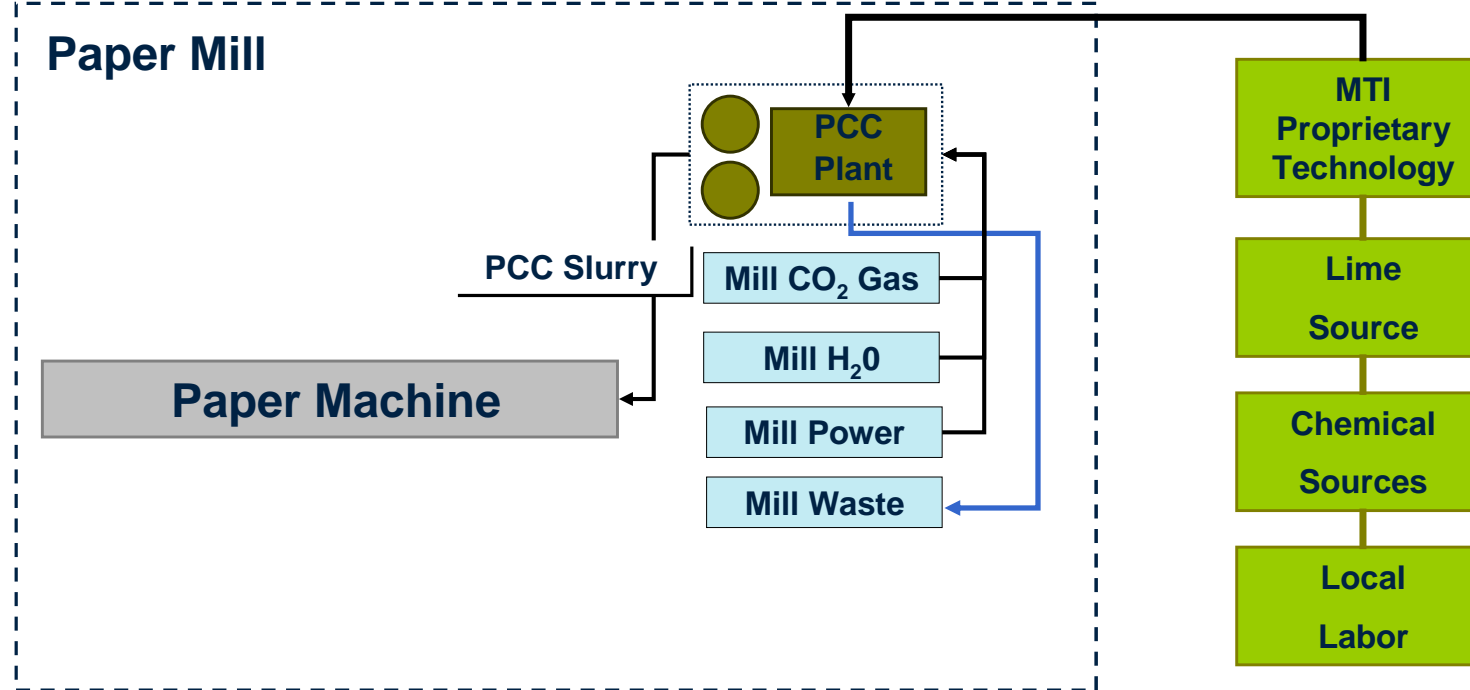 Paper Mill
PCC
Plant
PCC Slurry
Mill CO₂ Gas
Mill H₂0
Mill Power
Mill Waste
Paper Machine
MTI
Proprietary
Technology
Lime
Source
Chemical
Sources
Local
Labor